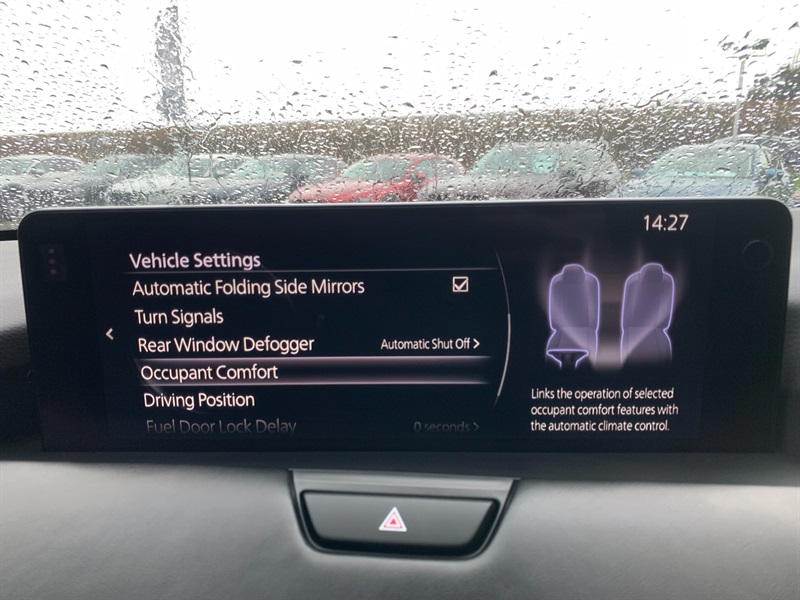 14:27
Vehicle Settings
Automatic Folding Side Mirrors
Turn Signals
Rear Window Defogger Automatic Shut Off
Occupant Comfort
Driving Position
Fuel Door Lock Delay 0 seconds
Links the operation of selected
occupant comfort features with
the automatic climate control.